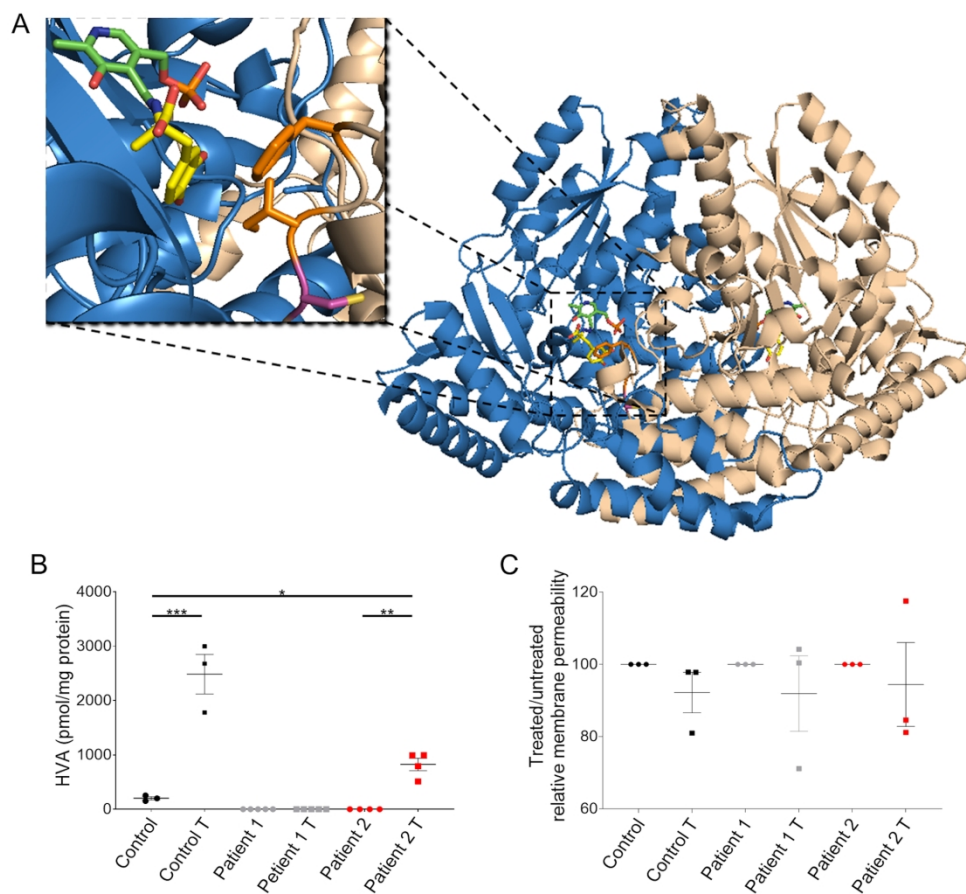 A
B
HVA (pmol/mg protein)
4000
3000
2000
1000
0
*
***
**
Control
Control T
Patient 1
Petient 1 T
Patient 2
Patient 2 T
C
Treated/untreated
relative membrane permeability
120
100
80
60
Control
Control T
Patient 1
Patient 1 T
Patient 2
Patient 2 T